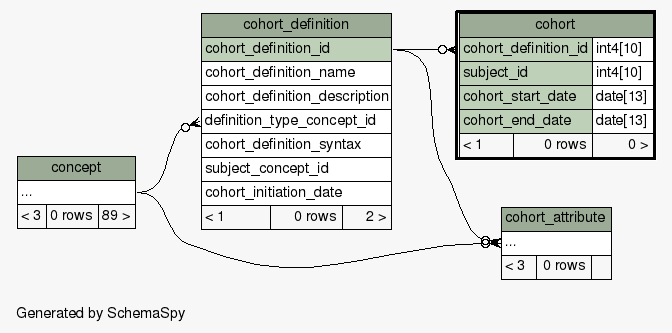 cohort_definition
cohort_definition_id
cohort_definition_name
cohort_definition_description
definition_type_concept_id
cohort_definition_syntax
subject_concept_id
cohort_initiation_date
< 1 0 rows 2 >
cohort
cohort_definition_id int4[10]
subject_id int4[10]
cohort_start_date date[13]
cohort_end_date date[13]
< 1 0 rows 0 >
concept
...
< 3 0 rows 89 >
cohort_attribute
...
< 3 0 rows
Generated by SchemaSpy